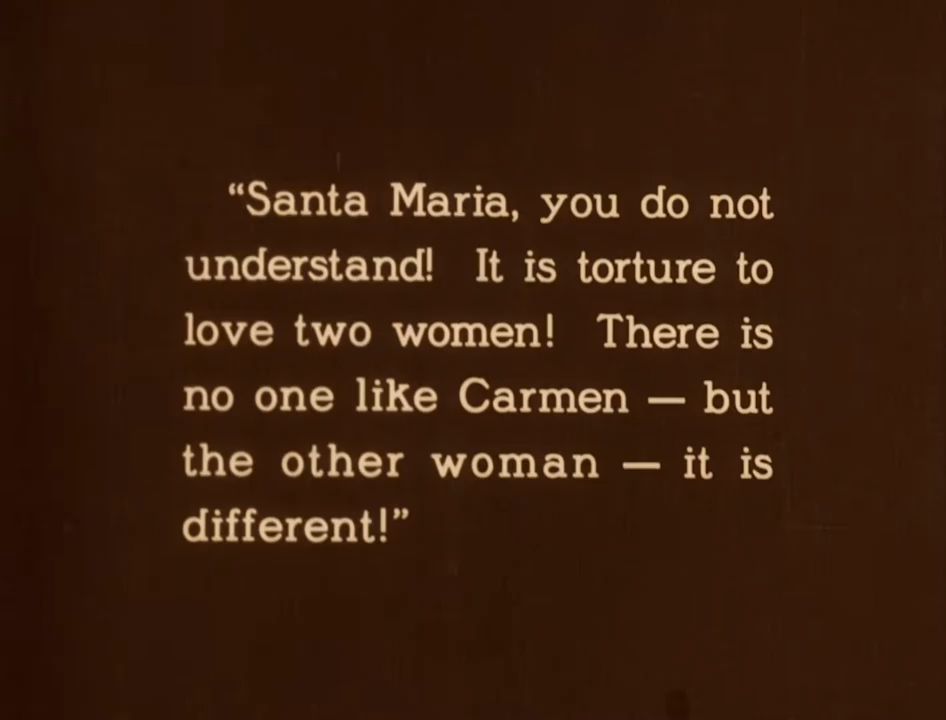 “Santa Maria, you do not
understand! It is torture to
love two women! There is
no one like Carmen — but
the other woman — it is
different!”